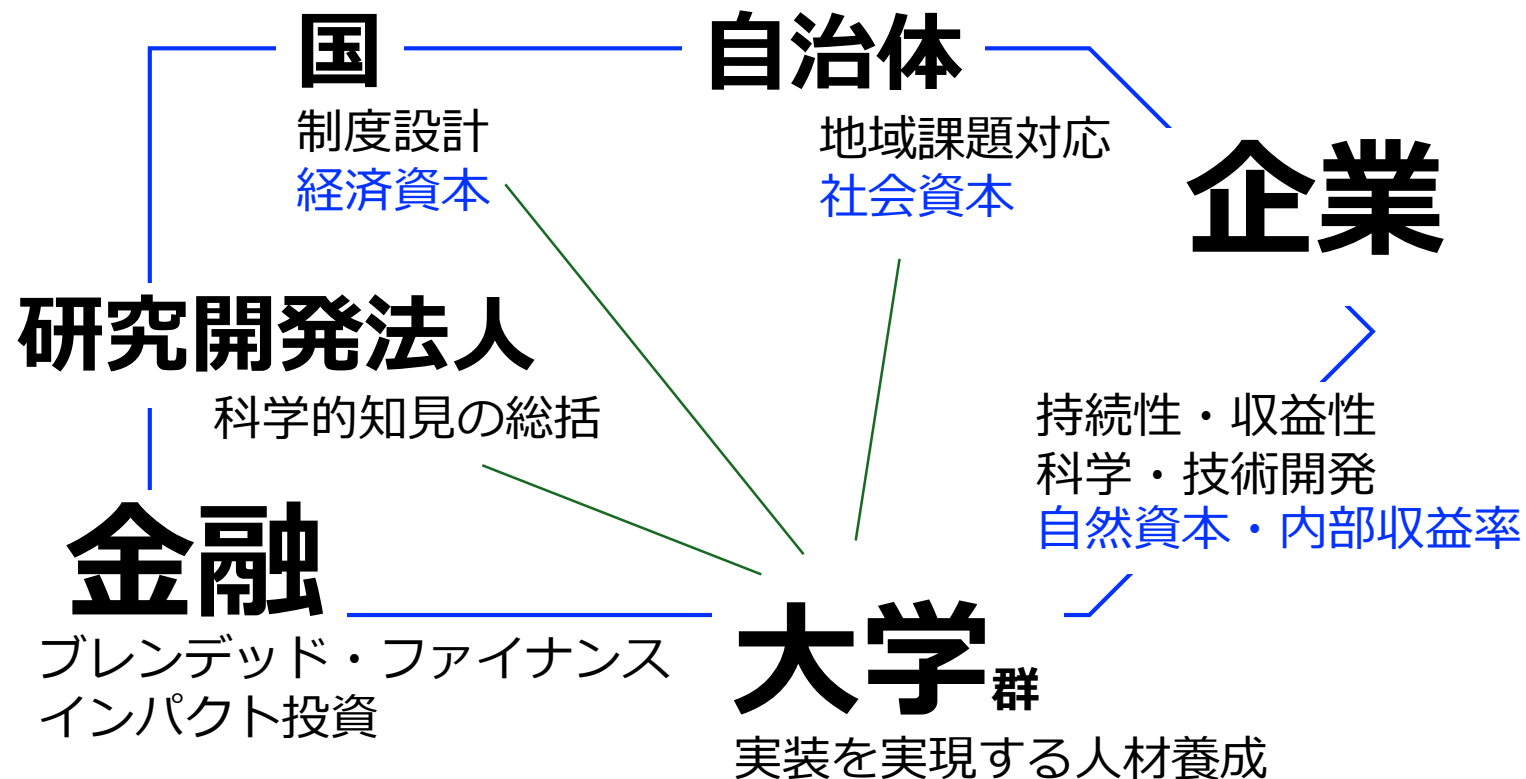 国
制度設計
経済資本
自治体
地域課題対応
社会資本
企業
持続性・収益性
科学・技術開発
自然資本・内部収益率
研究開発法人
科学的知見の総括
金融
ブレンデッド・ファイナンス
インパクト投資
大学群
実装を実現する人材養成